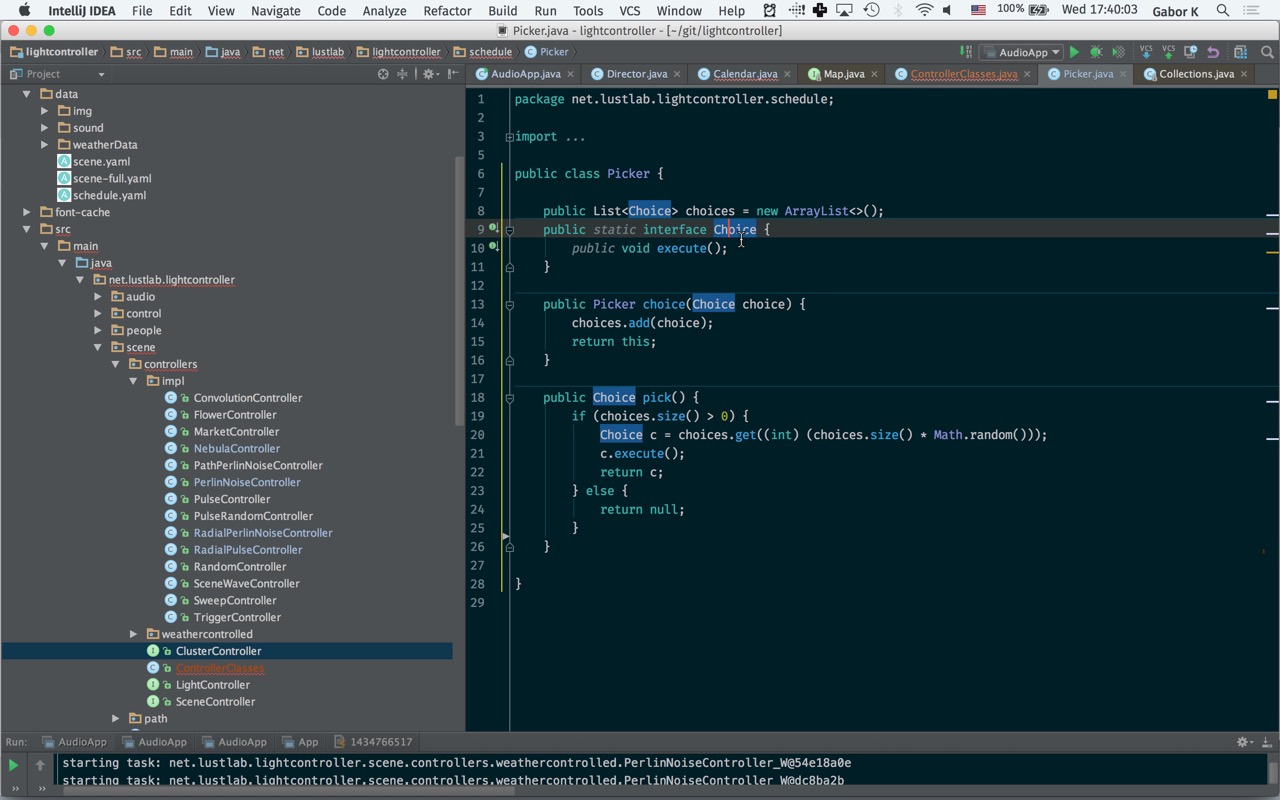 IntelliJ IDEA File Edit View Navigate Code Analyze Refactor Build Run Tools VCS Window Help 100% Wed 17:40:03 Gabor K
Picker.java - lightcontroller - [~/git/lightcontroller]
lightcontroller src main java net lustlab lightcontroller schedule Picker AudioApp VCS VCS
Project AudioApp.java Director.java Calendar.java Map.java ControllerClasses.java Picker.java Collections.java
data
img
sound
weatherData
scene.yaml
scene-full.yaml
schedule.yaml
font-cache
src
main
java
net.lustlab.lightcontroller
audio
control
people
scene
controllers
impl
ConvolutionController
FlowerController
MarketController
NebulaController
PathPerlinNoiseController
PerlinNoiseController
PulseController
PulseRandomController
RadialPerlinNoiseController
RadialPulseController
RandomController
SceneWaveController
SweepController
TriggerController
weathercontrolled
ClusterController
ControllerClasses
LightController
SceneController
path
1 package net.lustlab.lightcontroller.schedule;
2
3 import ...
5
6 public class Picker {
7
8 public List<Choice> choices = new ArrayList<>();
9 public static interface Choice {
10 public void execute();
11 }
12
13 public Picker choice(Choice choice) {
14 choices.add(choice);
15 return this;
16 }
17
18 public Choice pick() {
19 if (choices.size() > 0) {
20 Choice c = choices.get((int) (choices.size() * Math.random()));
21 c.execute();
22 return c;
23 } else {
24 return null;
25 }
26 }
27
28 }
29
Run: AudioApp AudioApp AudioApp App 1434766517
starting task: net.lustlab.lightcontroller.scene.controllers.weathercontrolled.PerlinNoiseController_W@54e18a0e
starting task: net.lustlab.lightcontroller.scene.controllers.weathercontrolled.PerlinNoiseController_W@dc8ba2b